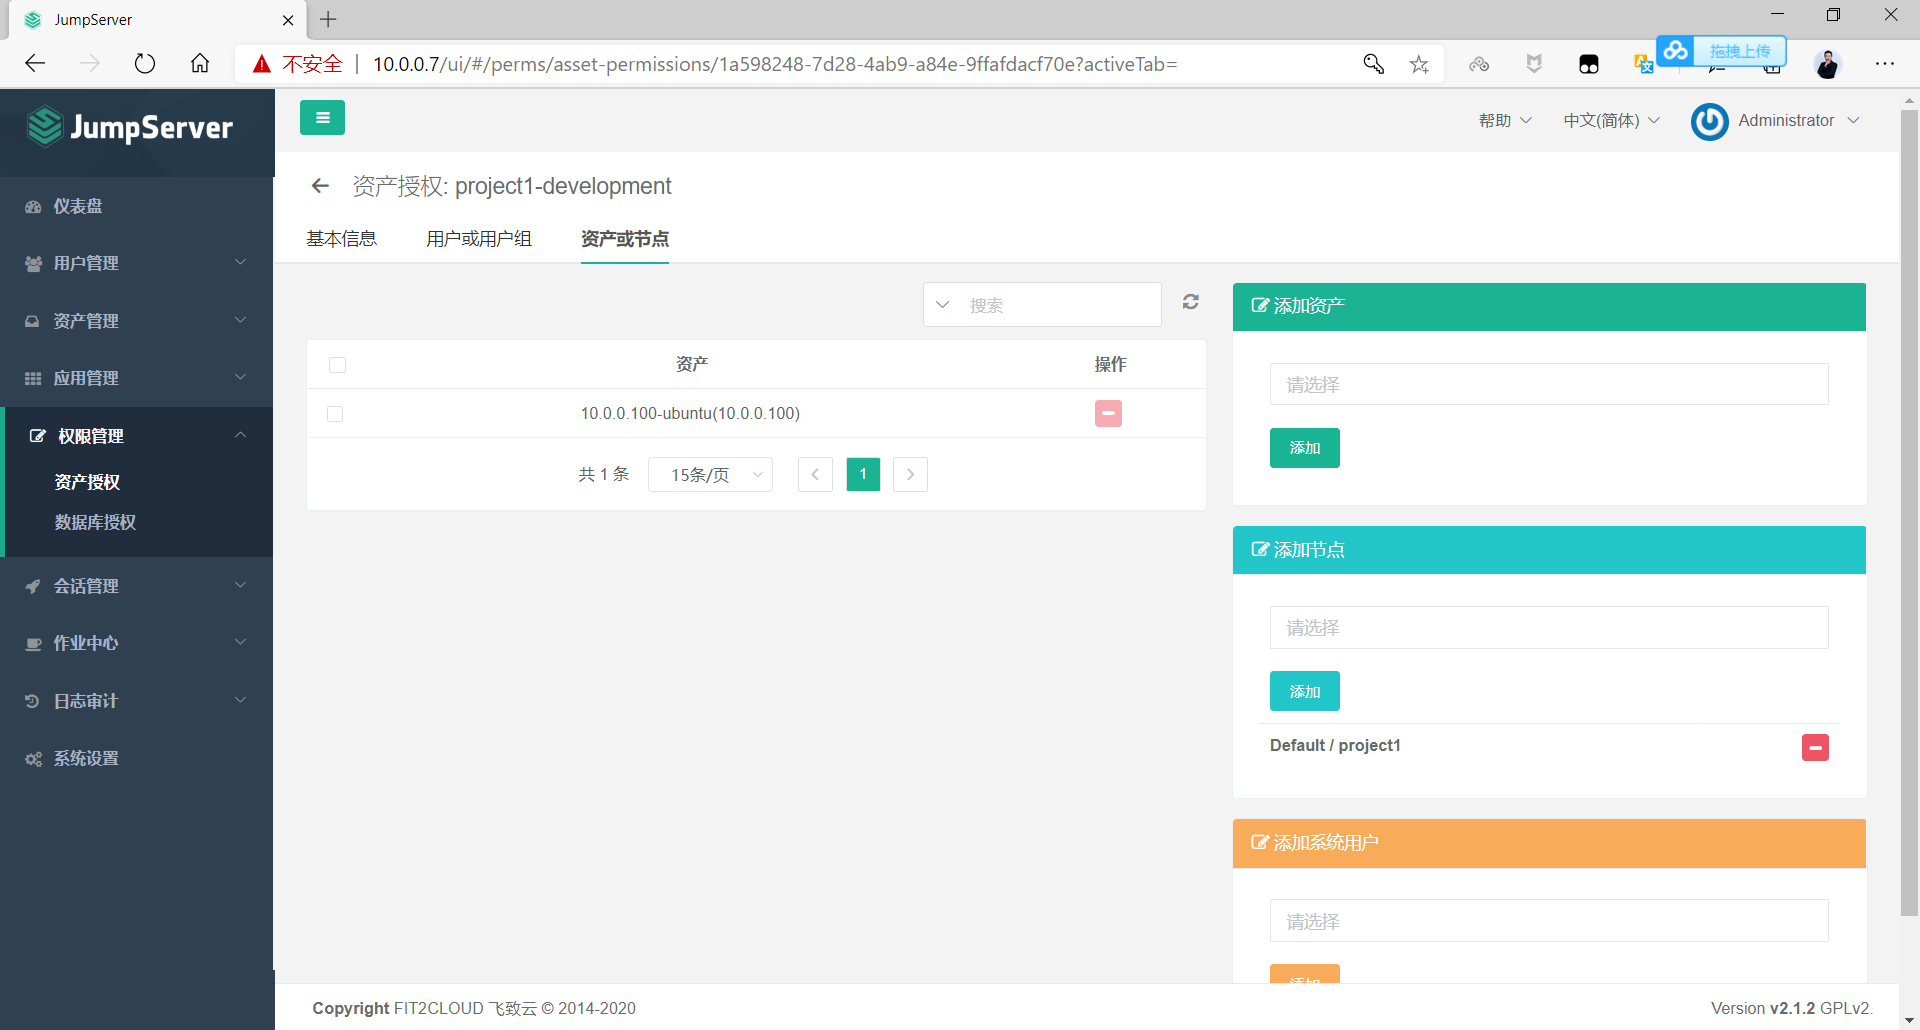 JumpServer
不安全 | 10.0.0.7/ui/#/perms/asset-permissions/1a598248-7d28-4ab9-a84e-9ffafdacf70e?activeTab=
拖拽上传
JumpServer
帮助
中文(简体)
Administrator
仪表盘
用户管理
资产管理
应用管理
权限管理
资产授权
数据库授权
会话管理
作业中心
日志审计
系统设置
资产授权: project1-development
基本信息
用户或用户组
资产或节点
搜索
资产
操作
10.0.0.100-ubuntu(10.0.0.100)
共 1 条
15条/页
1
添加资产
请选择
添加
添加节点
请选择
添加
Default / project1
添加系统用户
请选择
添加
Copyright FIT2CLOUD 飞致云 © 2014-2020
Version v2.1.2 GPLv2.